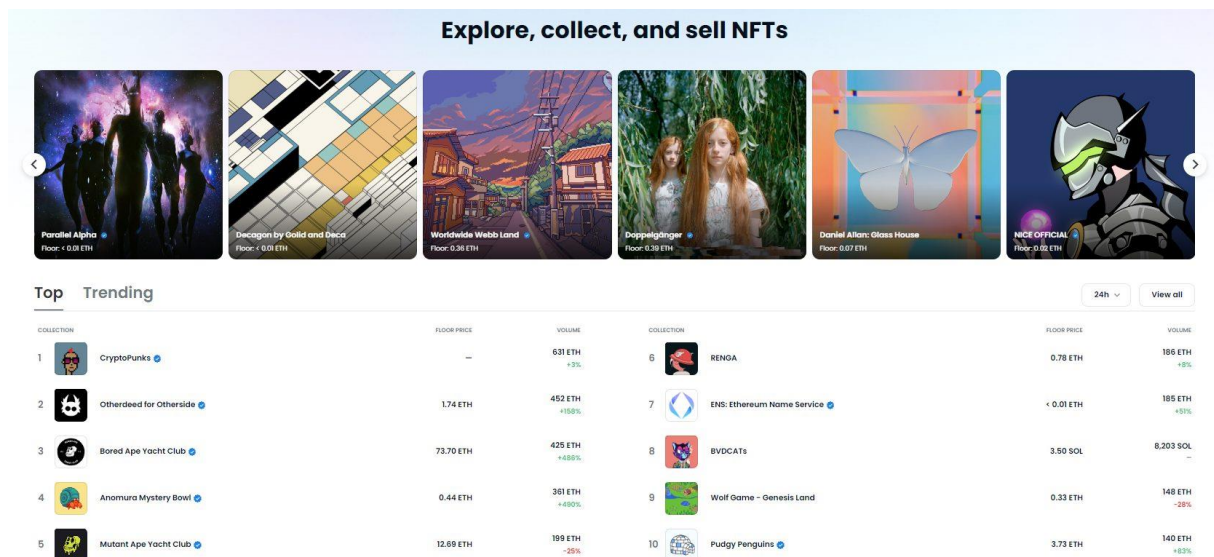 Explore, collect, and sell NFTs
Parallel Alpha
Floor: < 0.01 ETH
Decagon by Golid and Deca
Floor: < 0.01 ETH
Worldwide Webb Land
Floor: 0.36 ETH
Doppelgänger
Floor: 0.39 ETH
Daniel Allan: Glass House
Floor: 0.07 ETH
NICE OFFICIAL
Floor: 0.02 ETH
Top Trending
24h View all
COLLECTION FLOOR PRICE VOLUME
1 CryptoPunks — 631 ETH
+3%
2 Otherdeed for Otherside 1.74 ETH 452 ETH
+158%
3 Bored Ape Yacht Club 73.70 ETH 425 ETH
+486%
4 Anomura Mystery Bowl 0.44 ETH 361 ETH
+490%
5 Mutant Ape Yacht Club 12.69 ETH 199 ETH
-25%
COLLECTION FLOOR PRICE VOLUME
6 RENGA 0.78 ETH 186 ETH
+8%
7 ENS: Ethereum Name Service < 0.01 ETH 185 ETH
+51%
8 BVDCATs 3.50 SOL 8,203 SOL
—
9 Wolf Game - Genesis Land 0.33 ETH 148 ETH
-28%
10 Pudgy Penguins 3.73 ETH 140 ETH
+83%